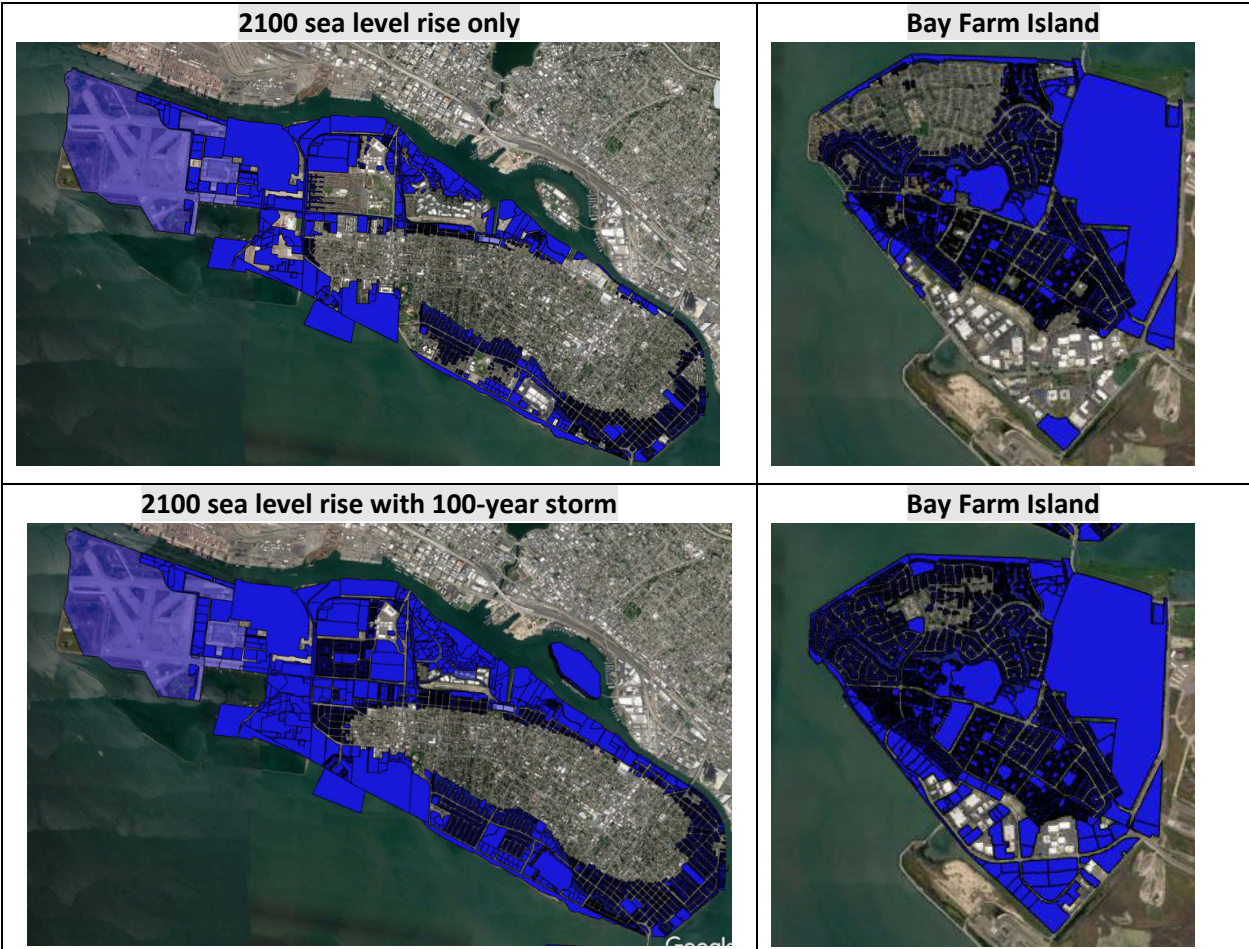 2100 sea level rise only
Bay Farm Island
2100 sea level rise with 100-year storm
Bay Farm Island
Google